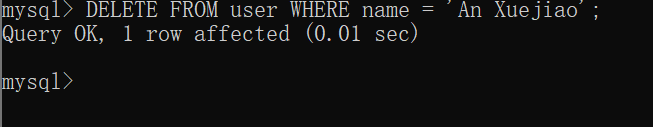 mysql> DELETE FROM user WHERE name = 'An Xuejiao';
Query OK, 1 row affected (0.01 sec)
mysql>